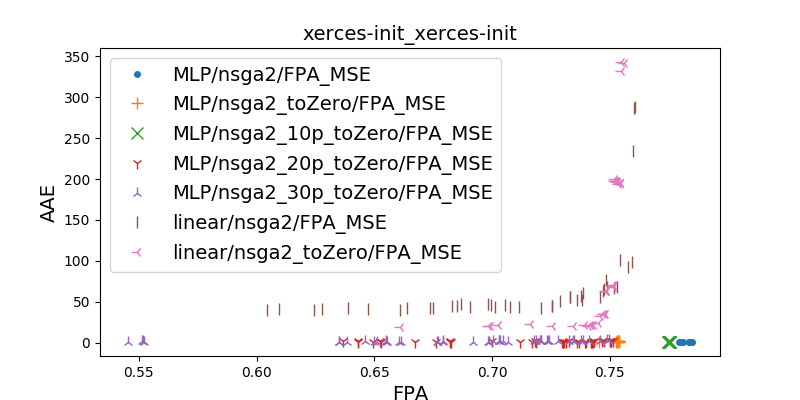 xerces-init_xerces-init
350
300
250
200
150
100
50
0
AAE
MLP/nsga2/FPA_MSE
MLP/nsga2_toZero/FPA_MSE
MLP/nsga2_10p_toZero/FPA_MSE
MLP/nsga2_20p_toZero/FPA_MSE
MLP/nsga2_30p_toZero/FPA_MSE
linear/nsga2/FPA_MSE
linear/nsga2_toZero/FPA_MSE
0.55 0.60 0.65 0.70 0.75
FPA